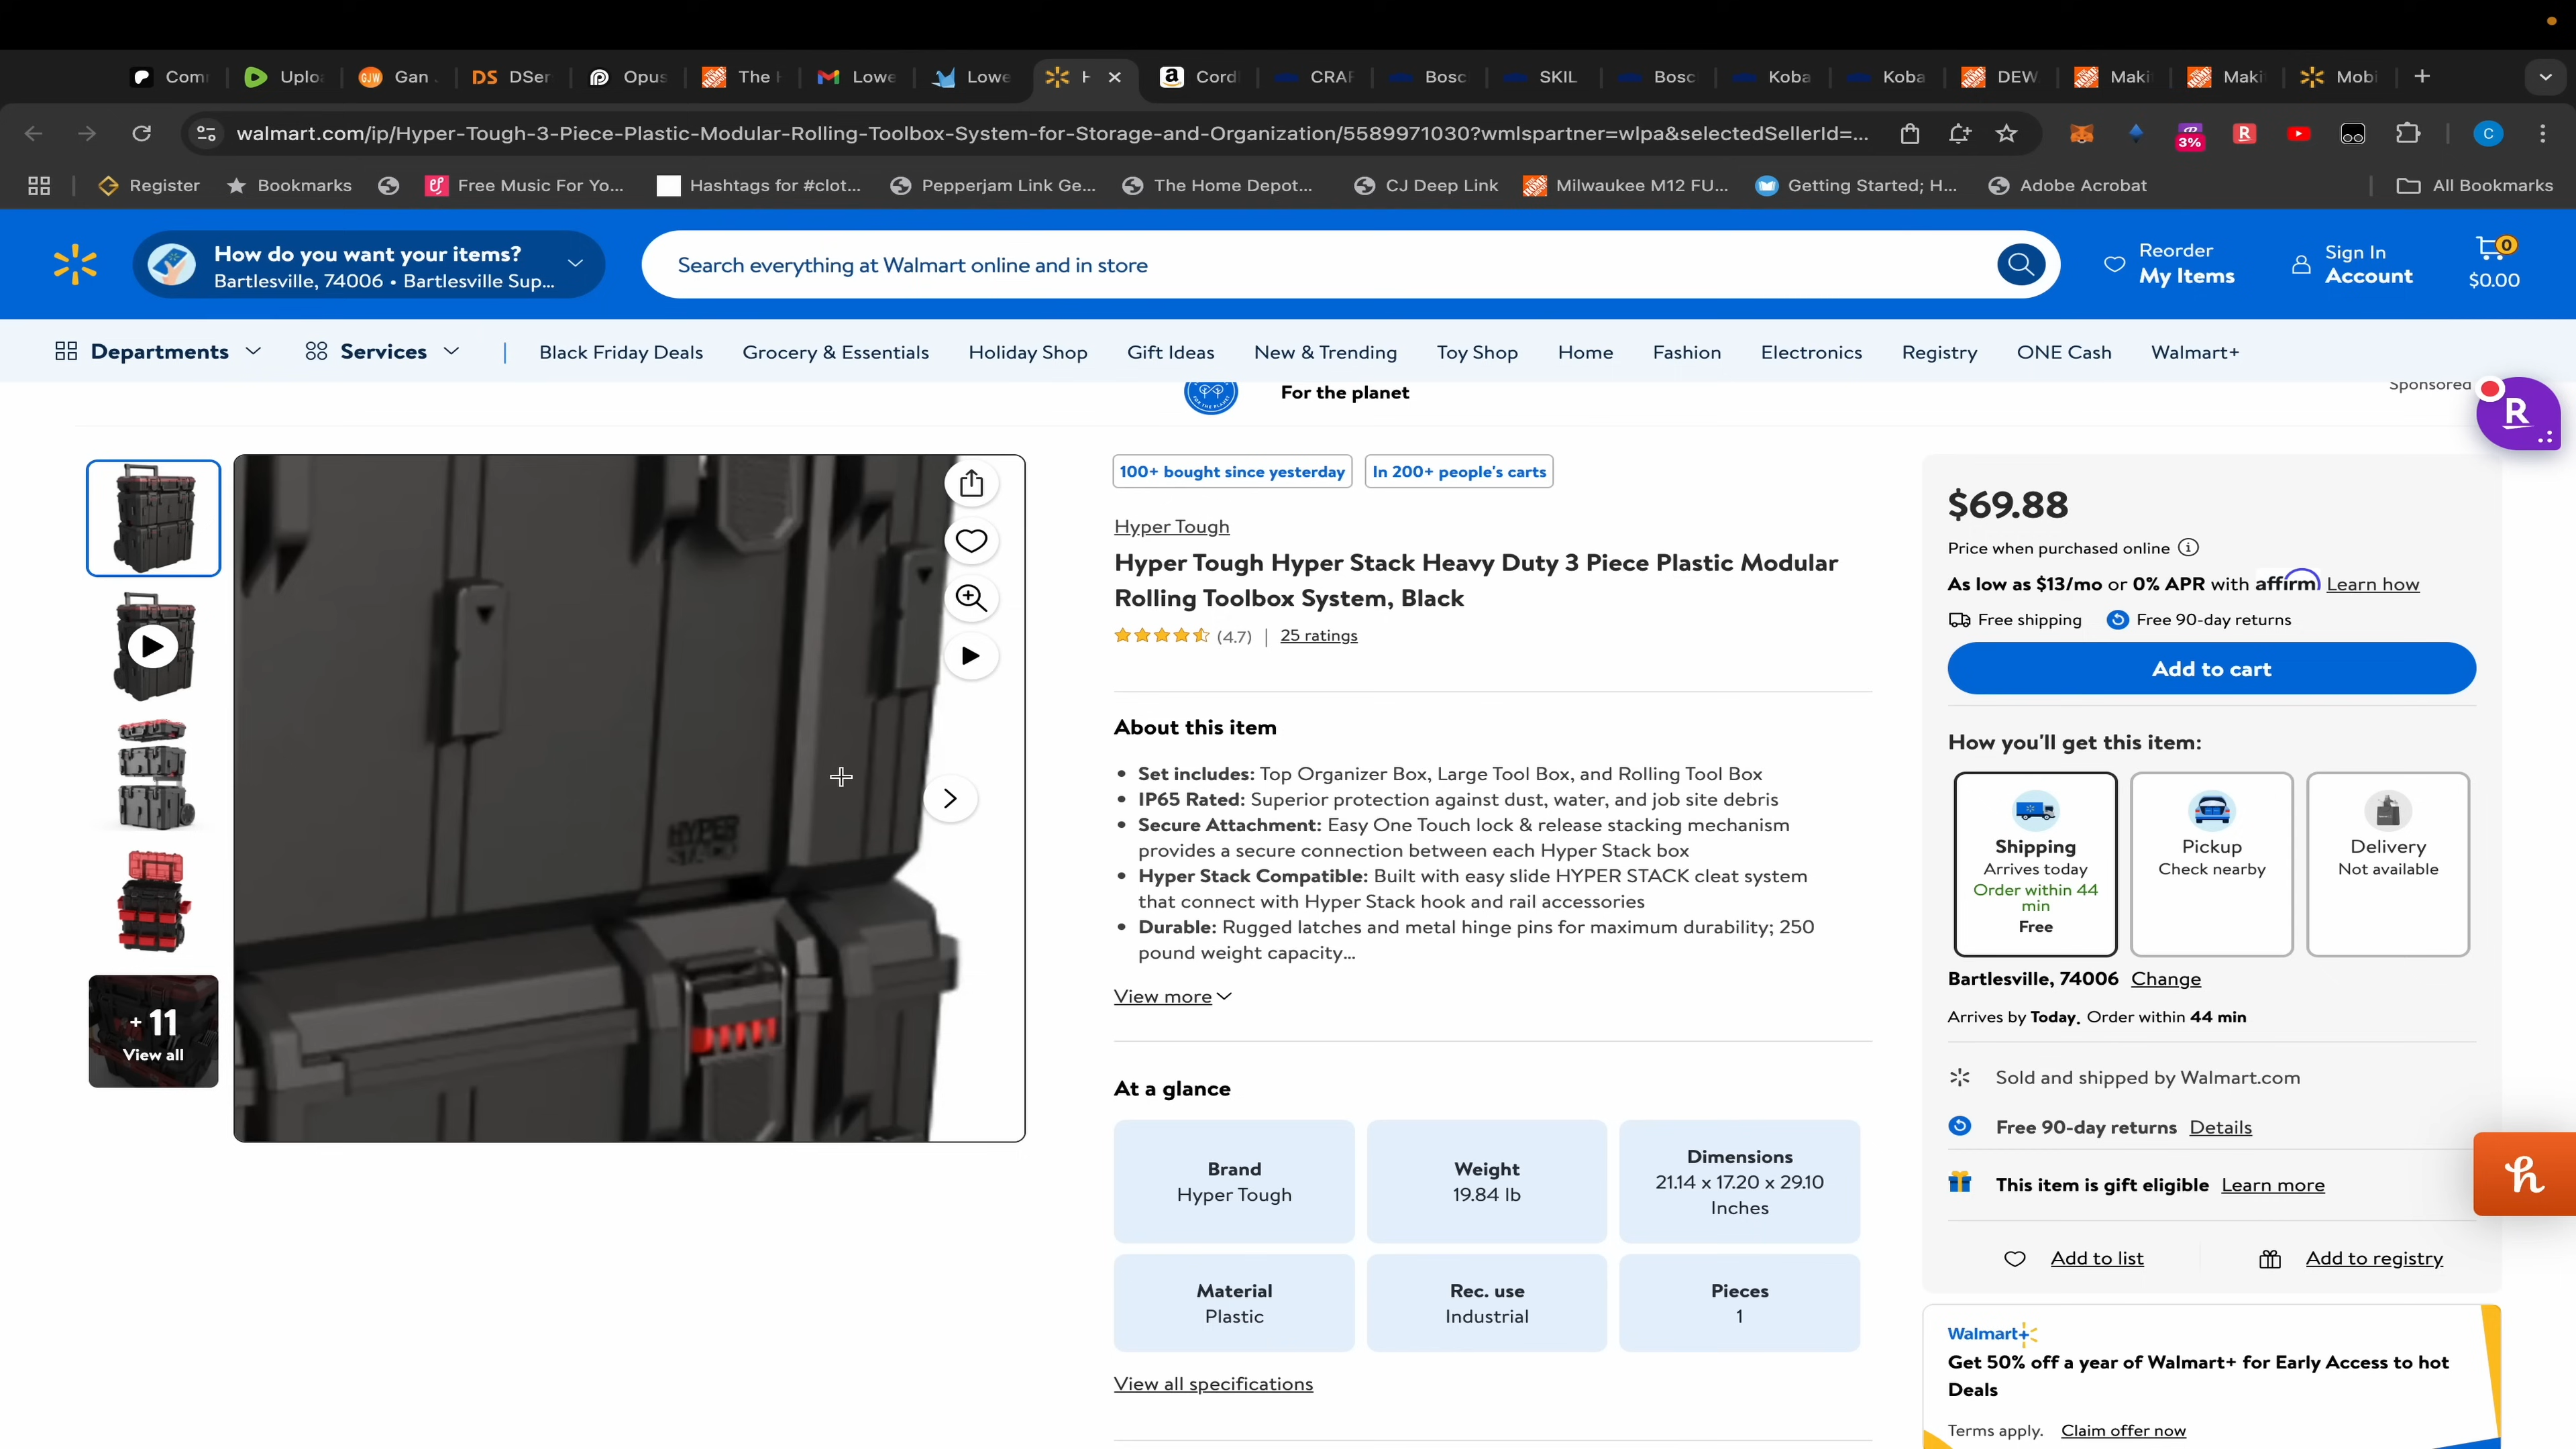 Com
Uplo
Gan
DSer
Opus
The H
Lowe
Lowe
H
Cord
CRAF
Bosc
SKIL
Bosc
Koba
Koba
DEW
Maki
Maki
Mobi
walmart.com/ip/Hyper-Tough-3-Piece-Plastic-Modular-Rolling-Toolbox-System-for-Storage-and-Organization/5589971030?wmlspartner=wlpa&selectedSellerId=...
3%
C
Register
Bookmarks
Free Music For Yo...
Hashtags for #clot...
Pepperjam Link Ge...
The Home Depot...
CJ Deep Link
Milwaukee M12 FU...
Getting Started; H...
Adobe Acrobat
All Bookmarks
How do you want your items?
Bartlesville, 74006 • Bartlesville Sup...
Search everything at Walmart online and in store
Reorder
My Items
Sign In
Account
0
$0.00
Departments
Services
Black Friday Deals
Grocery & Essentials
Holiday Shop
Gift Ideas
New & Trending
Toy Shop
Home
Fashion
Electronics
Registry
ONE Cash
Walmart+
For the planet
Sponsored
R
HYPER
STACK
+ 11
View all
100+ bought since yesterday
In 200+ people's carts
Hyper Tough
Hyper Tough Hyper Stack Heavy Duty 3 Piece Plastic Modular
Rolling Toolbox System, Black
(4.7) | 25 ratings
About this item
• Set includes: Top Organizer Box, Large Tool Box, and Rolling Tool Box
• IP65 Rated: Superior protection against dust, water, and job site debris
• Secure Attachment: Easy One Touch lock & release stacking mechanism
provides a secure connection between each Hyper Stack box
• Hyper Stack Compatible: Built with easy slide HYPER STACK cleat system
that connect with Hyper Stack hook and rail accessories
• Durable: Rugged latches and metal hinge pins for maximum durability; 250
pound weight capacity...
View more
At a glance
Brand
Hyper Tough
Weight
19.84 lb
Dimensions
21.14 x 17.20 x 29.10
Inches
Material
Plastic
Rec. use
Industrial
Pieces
1
View all specifications
$69.88
Price when purchased online
As low as $13/mo or 0% APR with affirm Learn how
Free shipping
Free 90-day returns
Add to cart
How you'll get this item:
Shipping
Arrives today
Order within 44
min
Free
Pickup
Check nearby
Delivery
Not available
Bartlesville, 74006 Change
Arrives by Today. Order within 44 min
Sold and shipped by Walmart.com
Free 90-day returns Details
This item is gift eligible Learn more
Add to list
Add to registry
Walmart+
Get 50% off a year of Walmart+ for Early Access to hot
Deals
Terms apply. Claim offer now